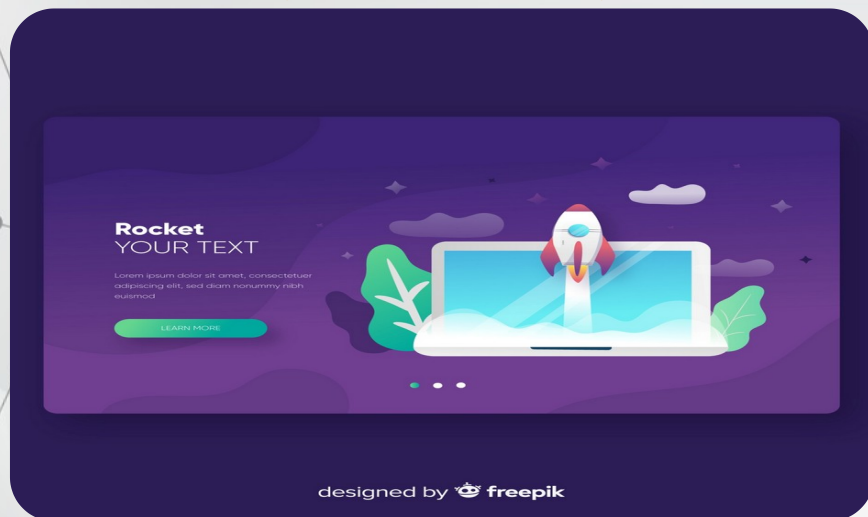 Rocket
YOUR TEXT
Lorem ipsum dolor sit amet, consectetuer
adipiscing elit, sed diam nonummy nibh
euismod
LEARN MORE
designed by freepik